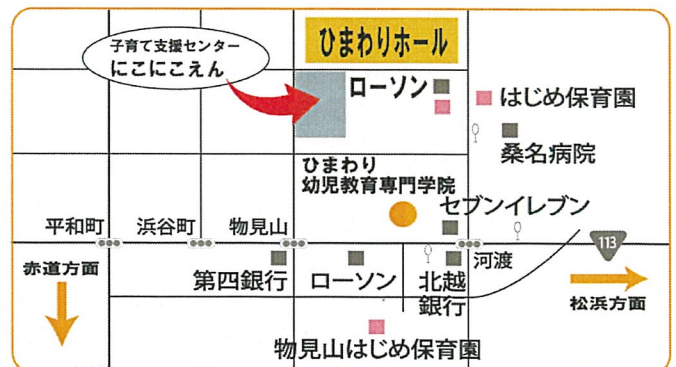 子育て支援センター
にこにこえん
ひまわりホール
ローソン
はじめ保育園
桑名病院
ひまわり
幼児教育専門学院
セブンイレブン
平和町
浜谷町
物見山
113
赤道方面
第四銀行
ローソン
北越
銀行
河渡
松浜方面
物見山はじめ保育園